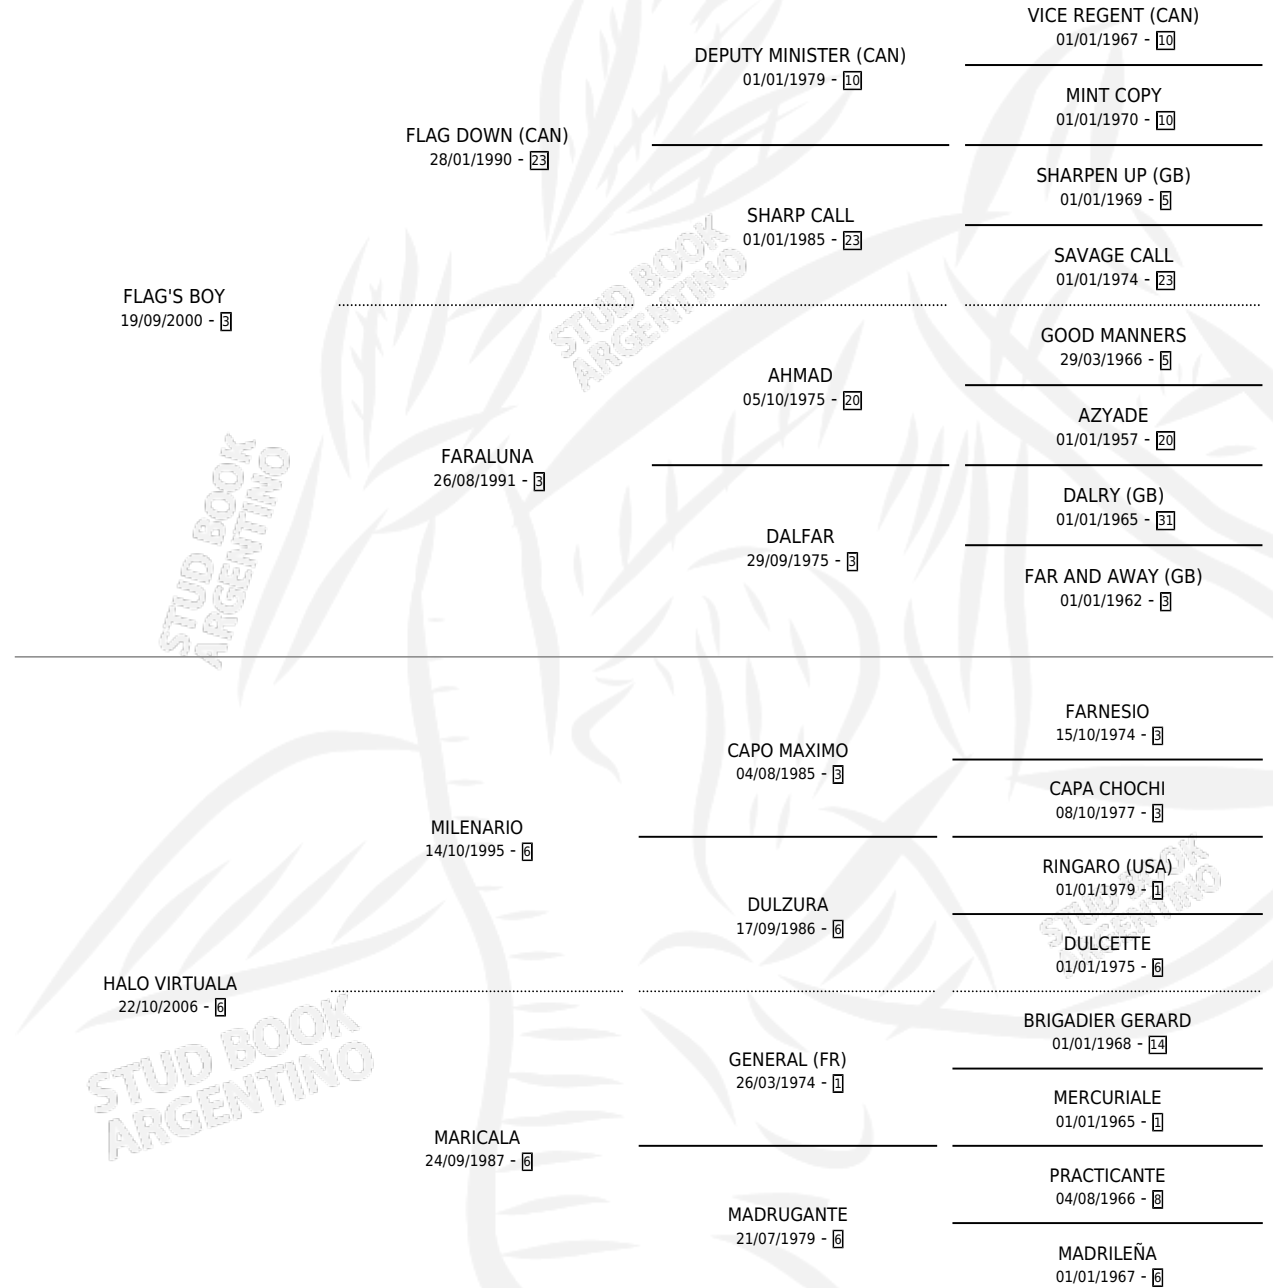 VICE REGENT (CAN)
01/01/1967 - 10
DEPUTY MINISTER (CAN)
01/01/1979 - 10
MINT COPY
01/01/1970 - 10
FLAG DOWN (CAN)
28/01/1990 - 23
SHARPEN UP (GB)
01/01/1969 - 5
SHARP CALL
01/01/1985 - 23
SAVAGE CALL
01/01/1974 - 23
FLAG'S BOY
19/09/2000 - 3
GOOD MANNERS
29/03/1966 - 5
AHMAD
05/10/1975 - 20
AZYADE
01/01/1957 - 20
FARALUNA
26/08/1991 - 3
DALRY (GB)
01/01/1965 - 31
DALFAR
29/09/1975 - 3
FAR AND AWAY (GB)
01/01/1962 - 3
FARNESIO
15/10/1974 - 3
CAPO MAXIMO
04/08/1985 - 3
CAPA CHOCHI
08/10/1977 - 3
MILENARIO
14/10/1995 - 6
RINGARO (USA)
01/01/1979 - 1
DULZURA
17/09/1986 - 6
DULCETTE
01/01/1975 - 6
HALO VIRTUALA
22/10/2006 - 6
BRIGADIER GERARD
01/01/1968 - 14
GENERAL (FR)
26/03/1974 - 1
MERCURIALE
01/01/1965 - 1
MARICALA
24/09/1987 - 6
PRACTICANTE
04/08/1966 - 8
MADRUGANTE
21/07/1979 - 6
MADRILEÑA
01/01/1967 - 6
STUD BOOK
ARGENTINO
STUD BOOK
ARGENTINO
STUD BOOK
ARGENTINO
STUD BOOK
ARGENTINO